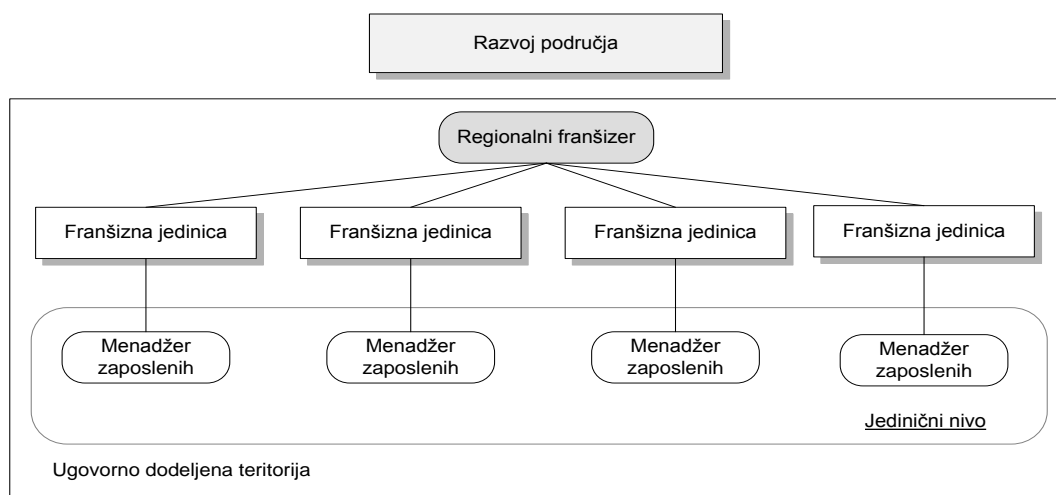 Razvoj područja
Regionalni franšizer
Franšizna jedinica
Franšizna jedinica
Franšizna jedinica
Franšizna jedinica
Menadžer
zaposlenih
Menadžer
zaposlenih
Menadžer
zaposlenih
Menadžer
zaposlenih
Jedinični nivo
Ugovorno dodeljena teritorija